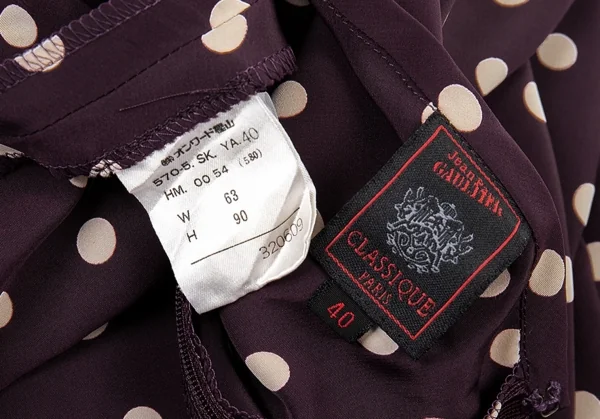 ㈱オンワード樫山
570-5. SK. YA. 40
HM. 00 54 (580)
W 63
H 90
320609
Jean Paul
GAULTIER
CLASSIQUE
PARIS
40